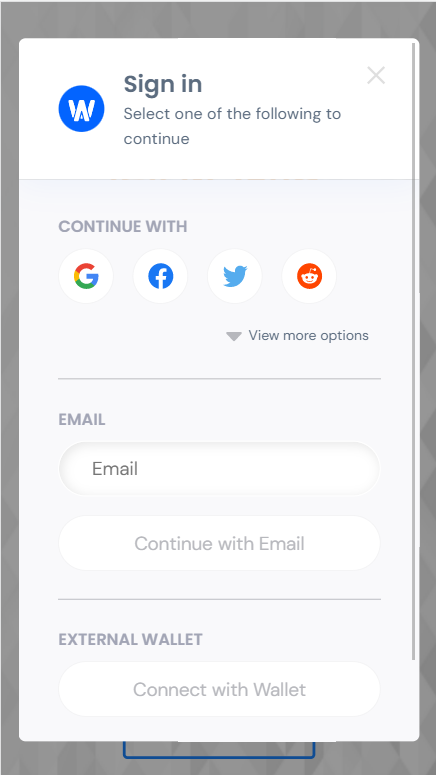 Sign in
Select one of the following to
continue
CONTINUE WITH
View more options
EMAIL
Email
Continue with Email
EXTERNAL WALLET
Connect with Wallet